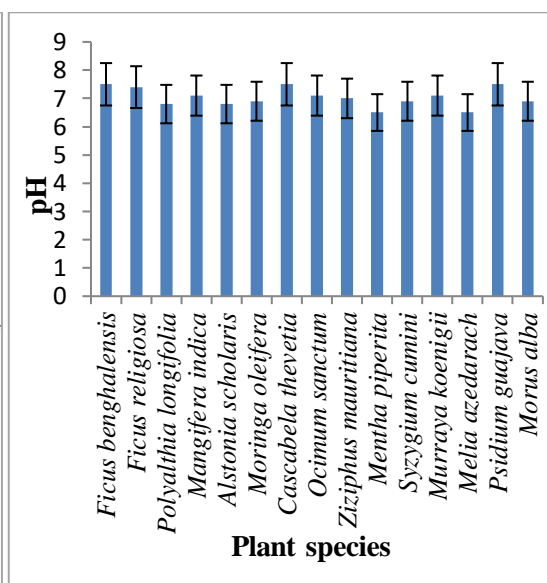 9
8
7
6
5
4
3
2
1
0
pH
Ficus benghalensis
Ficus religiosa
Polyalthia longifolia
Mangifera indica
Alstonia scholaris
Moringa oleifera
Cascabela thevetia
Ocimum sanctum
Ziziphus mauritiana
Mentha piperita
Syzygium cumini
Murraya koenigii
Melia azedarach
Psidium guajava
Morus alba
Plant species